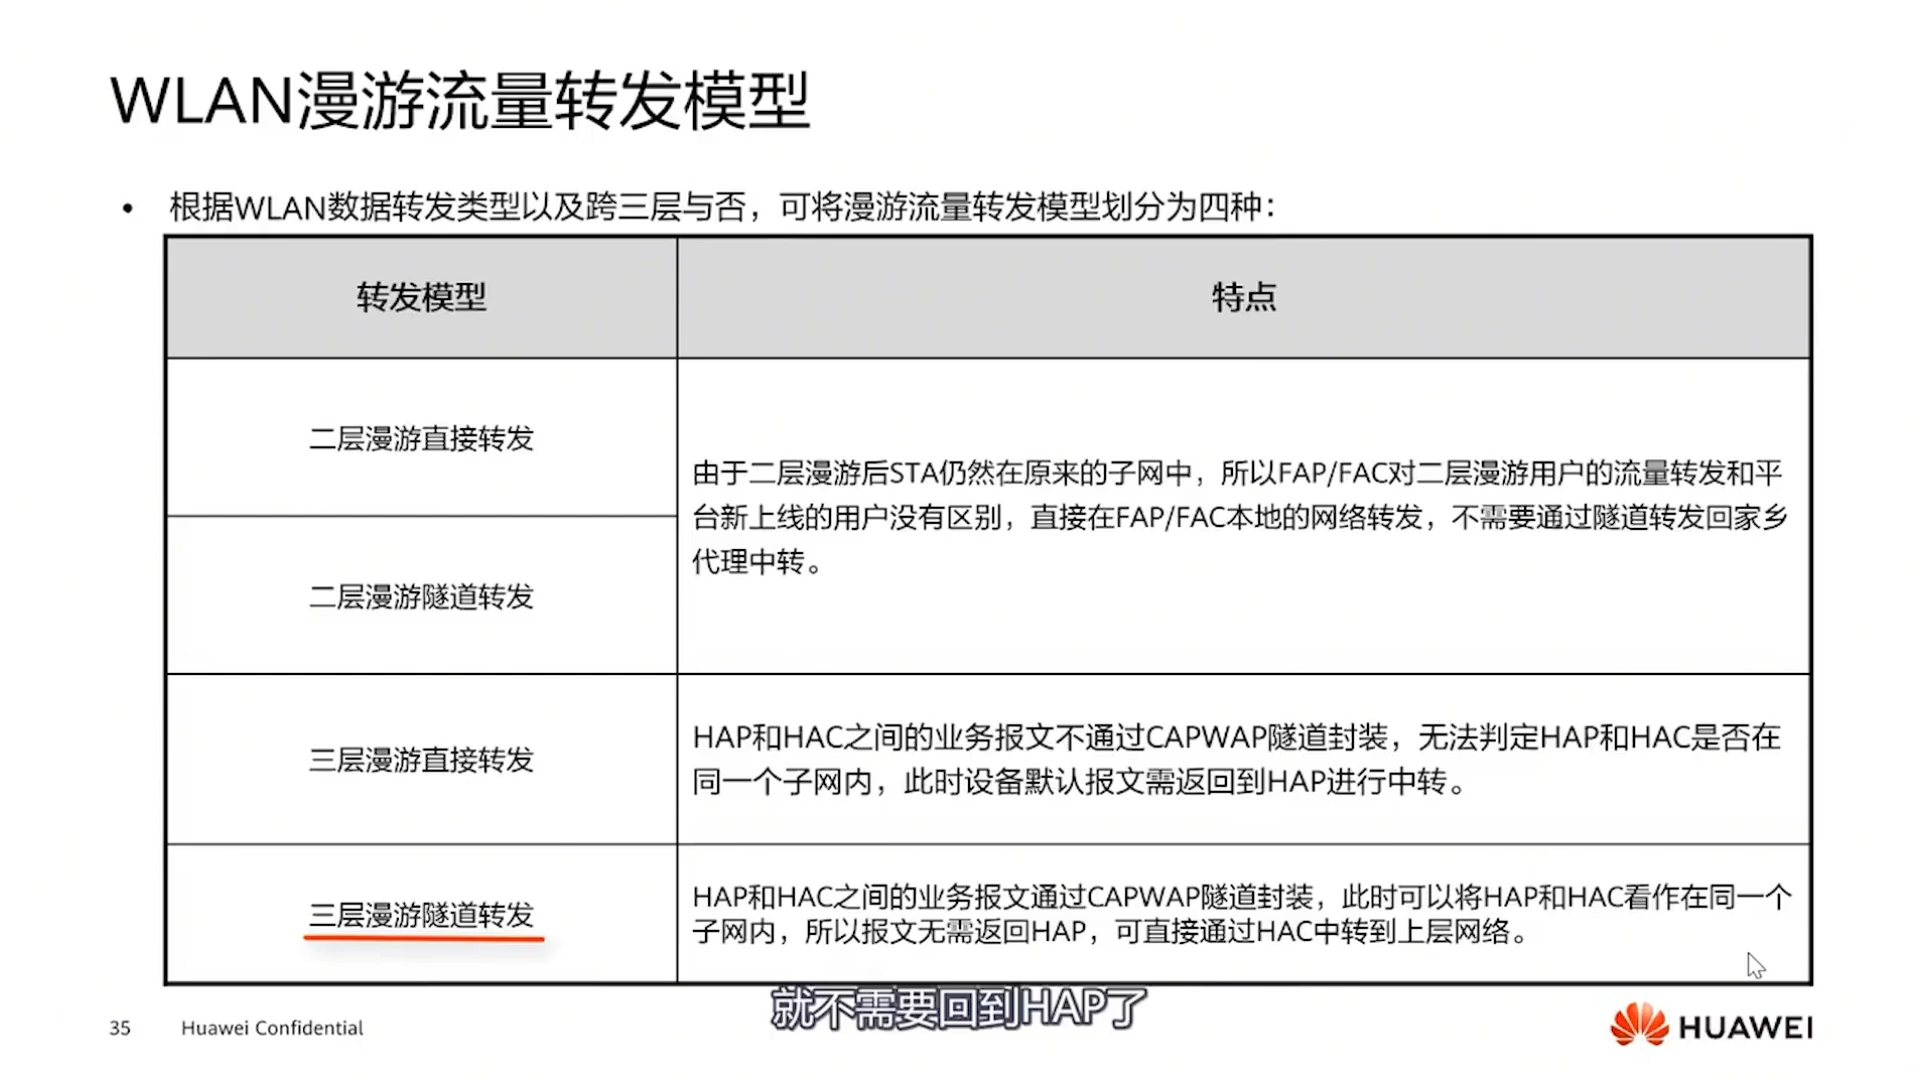 WLAN漫游流量转发模型
• 根据WLAN数据转发类型以及跨三层与否，可将漫游流量转发模型划分为四种：
转发模型
特点
二层漫游直接转发
二层漫游隧道转发
由于二层漫游后STA仍然在原来的子网中，所以FAP/FAC对二层漫游用户的流量转发和平
台新上线的用户没有区别，直接在FAP/FAC本地的网络转发，不需要通过隧道转发回家乡
代理中转。
三层漫游直接转发
HAP和HAC之间的业务报文不通过CAPWAP隧道封装，无法判定HAP和HAC是否在
同一个子网内，此时设备默认报文需返回到HAP进行中转。
三层漫游隧道转发
HAP和HAC之间的业务报文通过CAPWAP隧道封装，此时可以将HAP和HAC看作在同一个
子网内，所以报文无需返回HAP，可直接通过HAC中转到上层网络。
就不需要回到HAP了
35 Huawei Confidential
HUAWEI